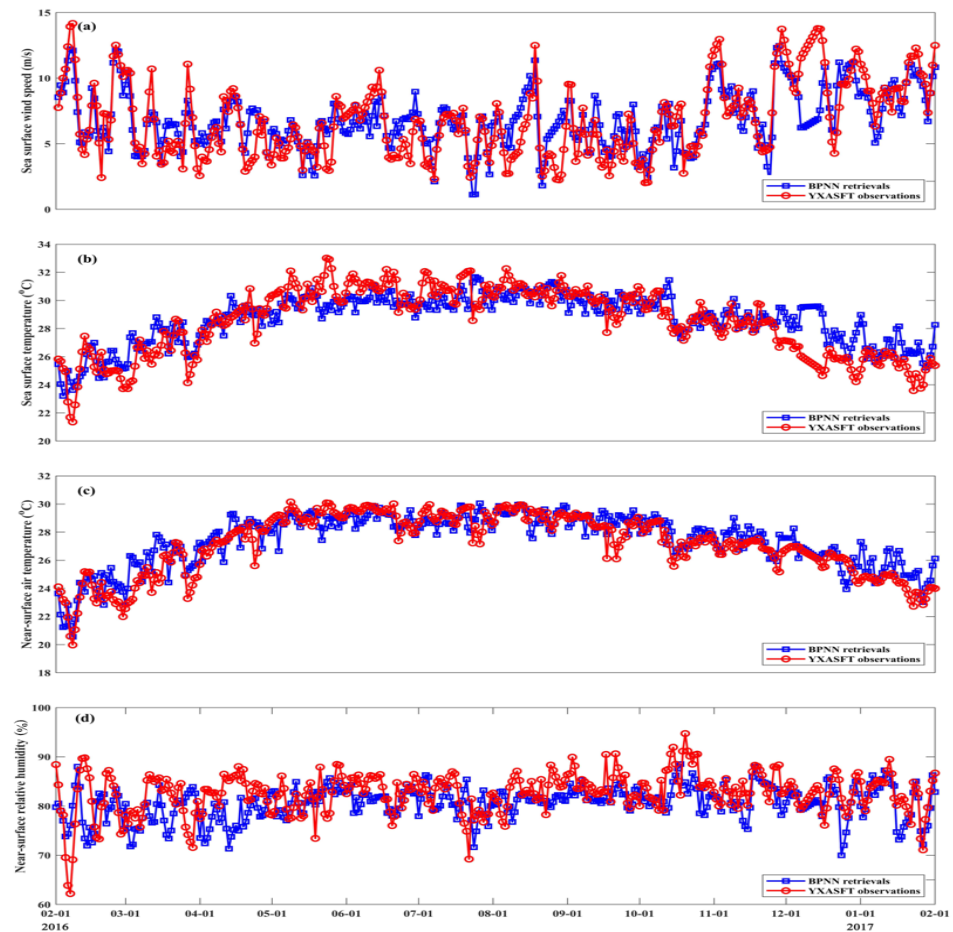 (a)
Sea surface wind speed (m/s)
15
10
5
0
BPNN retrievals
YXASFT observations
(b)
Sea surface temperature (⁰C)
34
32
30
28
26
24
22
20
BPNN retrievals
YXASFT observations
(c)
Near-surface air temperature (⁰C)
32
30
28
26
24
22
20
18
BPNN retrievals
YXASFT observations
(d)
Near-surface relative humidity (%)
100
90
80
70
60
BPNN retrievals
YXASFT observations
02-01 03-01 04-01 05-01 06-01 07-01 08-01 09-01 10-01 11-01 12-01 01-01 02-01
2016 2017